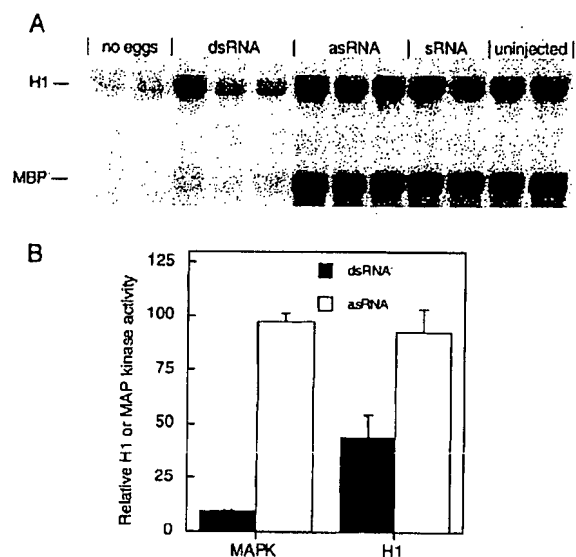 A
| no eggs | dsRNA | asRNA | sRNA | uninjected |
H1 —
MBP —
B
125
100
75
50
25
0
Relative H1 or MAP kinase activity
dsRNA
asRNA
MAPK
H1